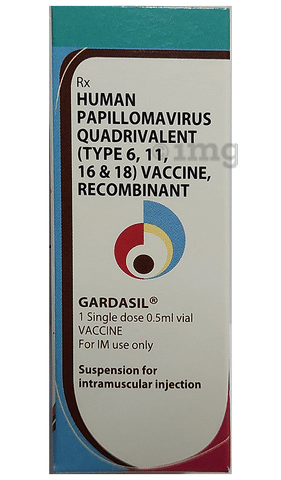 Rx
HUMAN
PAPILLOMAVIRUS
QUADRIVALENT
(TYPE 6, 11,
16 & 18) VACCINE,
RECOMBINANT
GARDASIL®
1 Single dose 0.5ml vial
VACCINE
For IM use only
Suspension for
intramuscular injection